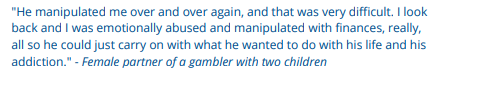 "He manipulated me over and over again, and that was very difficult. I look
back and I was emotionally abused and manipulated with finances, really,
all so he could just carry on with what he wanted to do with his life and his
addiction." - Female partner of a gambler with two children